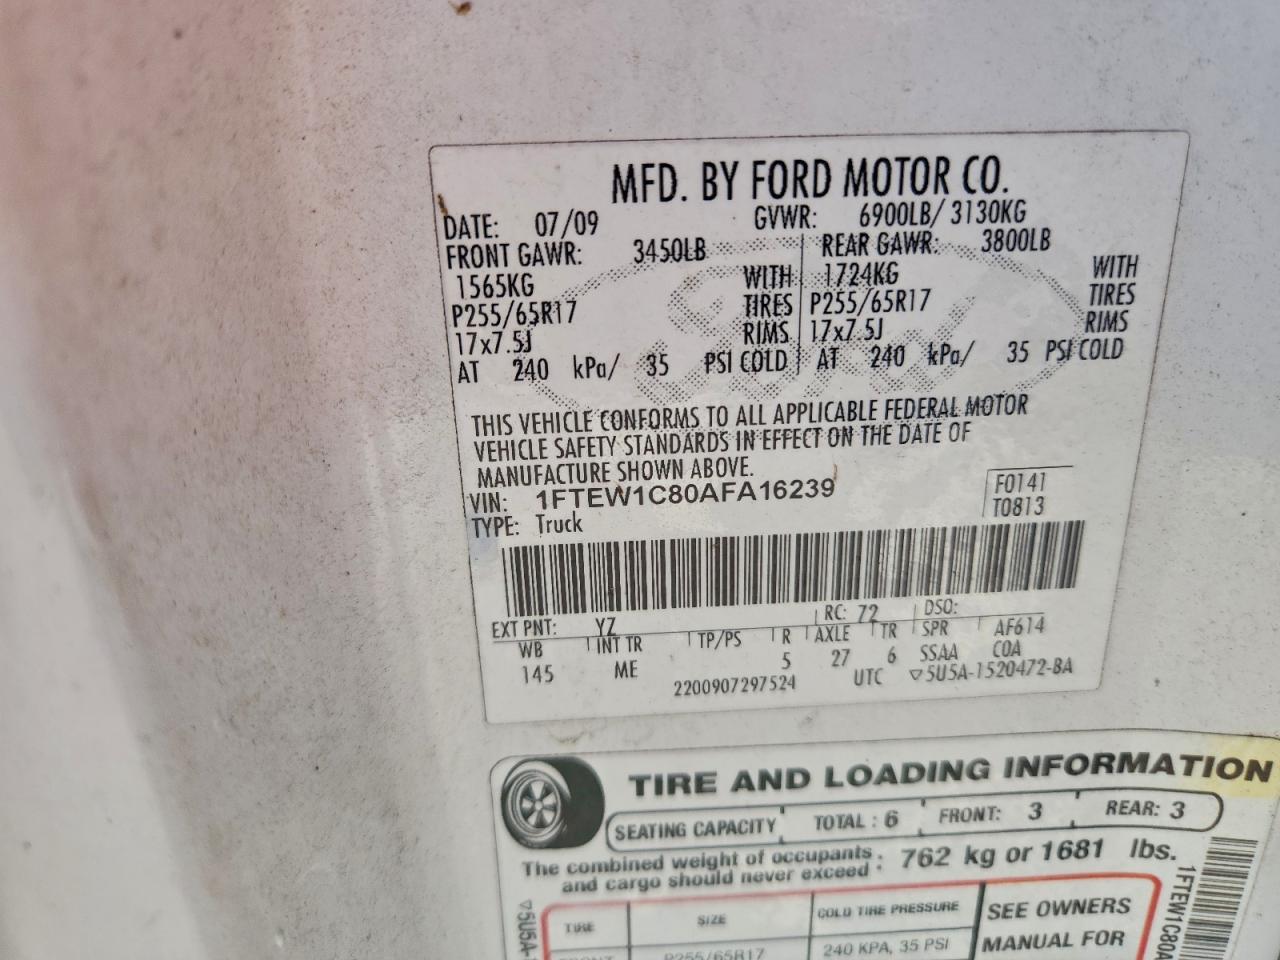 MFD. BY FORD MOTOR CO.
DATE: 07/09 GVWR: 6900LB/ 3130KG
FRONT GAWR: 3450LB REAR GAWR: 3800LB
1565KG WITH 1724KG WITH
P255/65R17 TIRES P255/65R17 TIRES
17x7.5J RIMS 17x7.5J RIMS
AT 240 kPa/ 35 PSI COLD AT 240 kPa/ 35 PSI COLD
THIS VEHICLE CONFORMS TO ALL APPLICABLE FEDERAL MOTOR
VEHICLE SAFETY STANDARDS IN EFFECT ON THE DATE OF
MANUFACTURE SHOWN ABOVE.
VIN: 1FTEW1C80AFA16239 F0141
TYPE: Truck T0813
EXT PNT: YZ RC: 72 DSO:
WB INT TR TP/PS R AXLE TR SPR AF614
145 ME 5 27 6 SSAA COA
2200907297524 UTC ▽5U5A-1520472-BA
TIRE AND LOADING INFORMATION
SEATING CAPACITY TOTAL : 6 FRONT: 3 REAR: 3
The combined weight of occupants : 762 kg or 1681 lbs.
and cargo should never exceed :
TIRE SIZE COLD TIRE PRESSURE SEE OWNERS
FRONT P255/65R17 240 KPA, 35 PSI MANUAL FOR
▽5U5A-
1FTEW1C80A